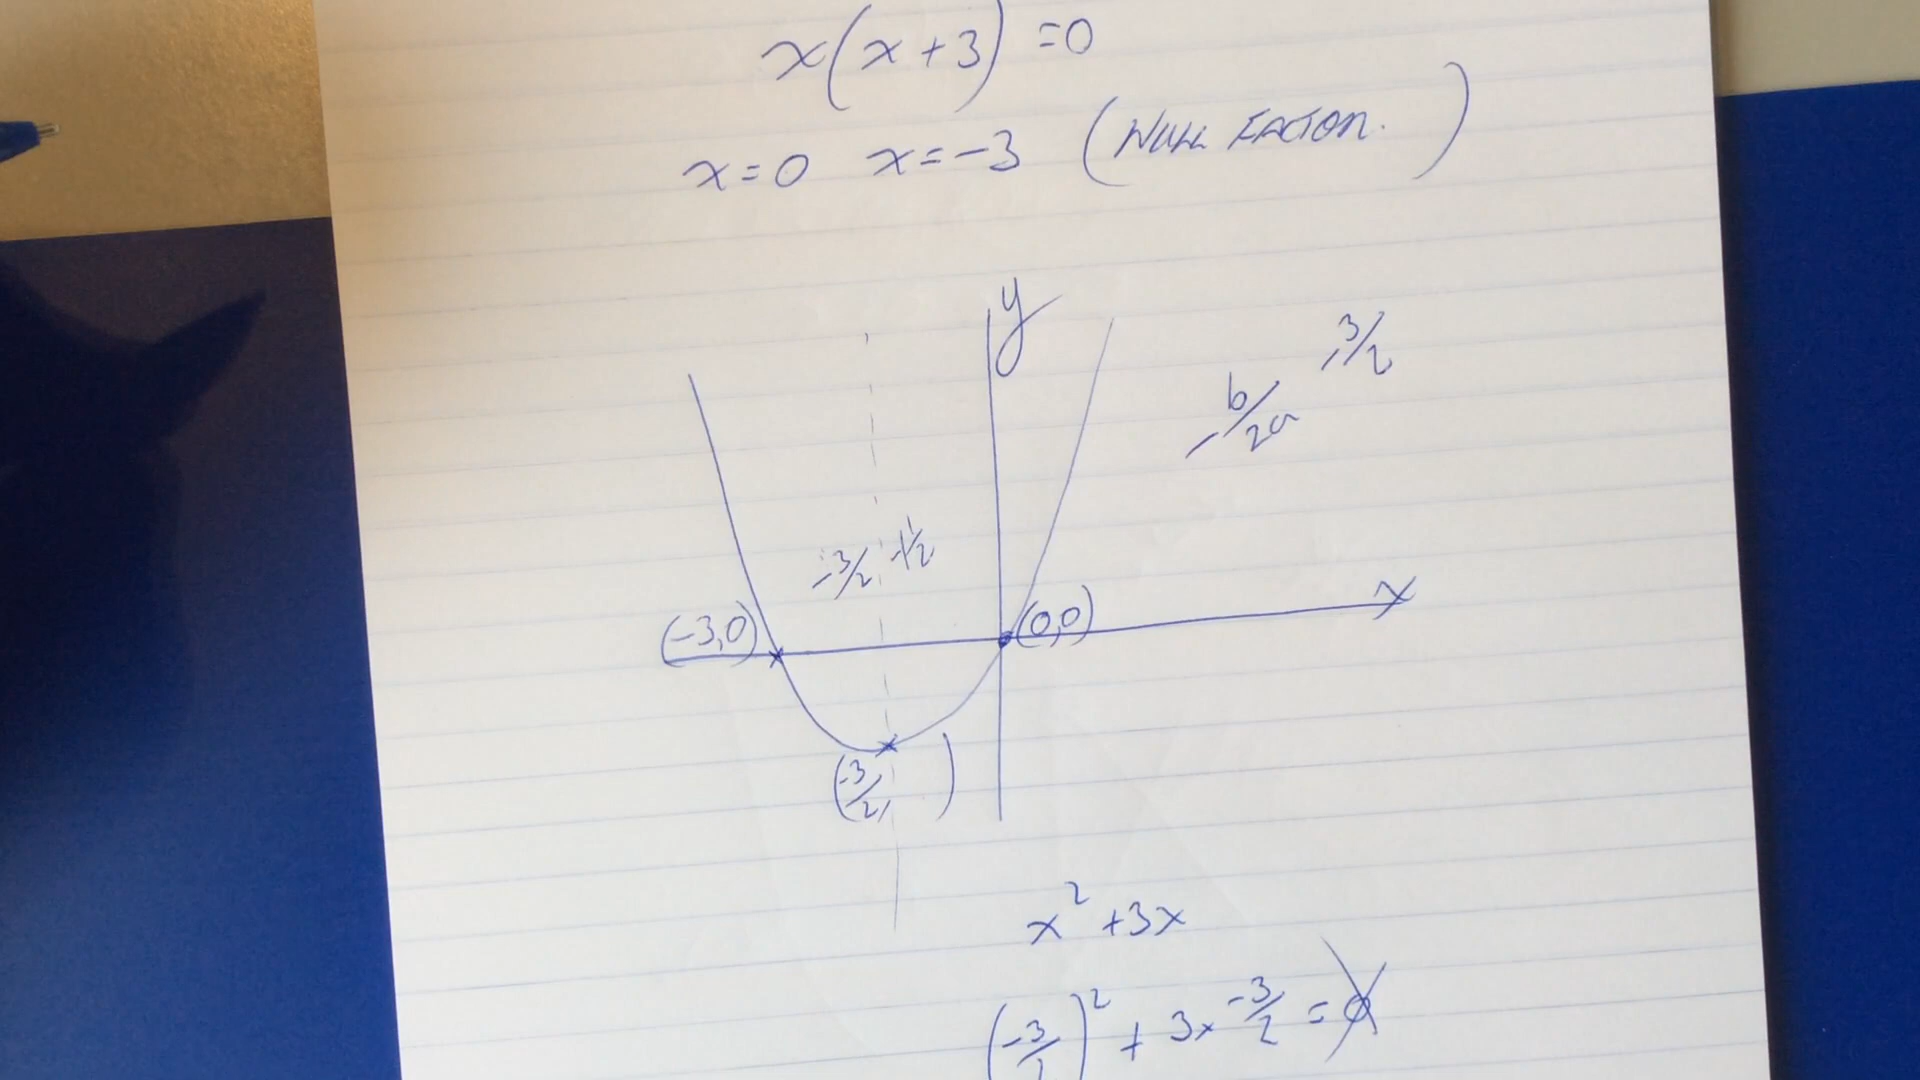 x(x+3)=0
x=0 x=-3 (NULL FACTOR.)
y
-3/2
-b/2a
-3/2 -1 1/2
(-3,0) (0,0) x
(-3/2, )
x² +3x
(-3/2)² + 3x -3/2 = 0